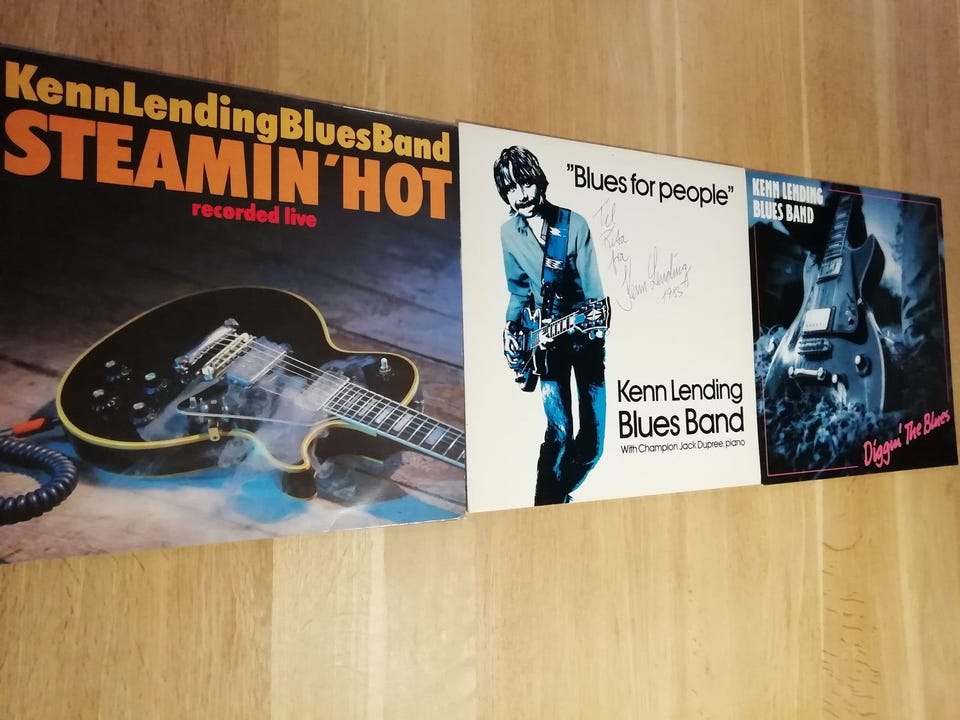 KennLendingBluesBand
STEAMIN´HOT
recorded live
"Blues for people"
Til
Rita
fra
Kenn Lending
1985
Kenn Lending
Blues Band
With Champion Jack Dupree, piano
KENN LENDING
BLUES BAND
Diggin' The Blues